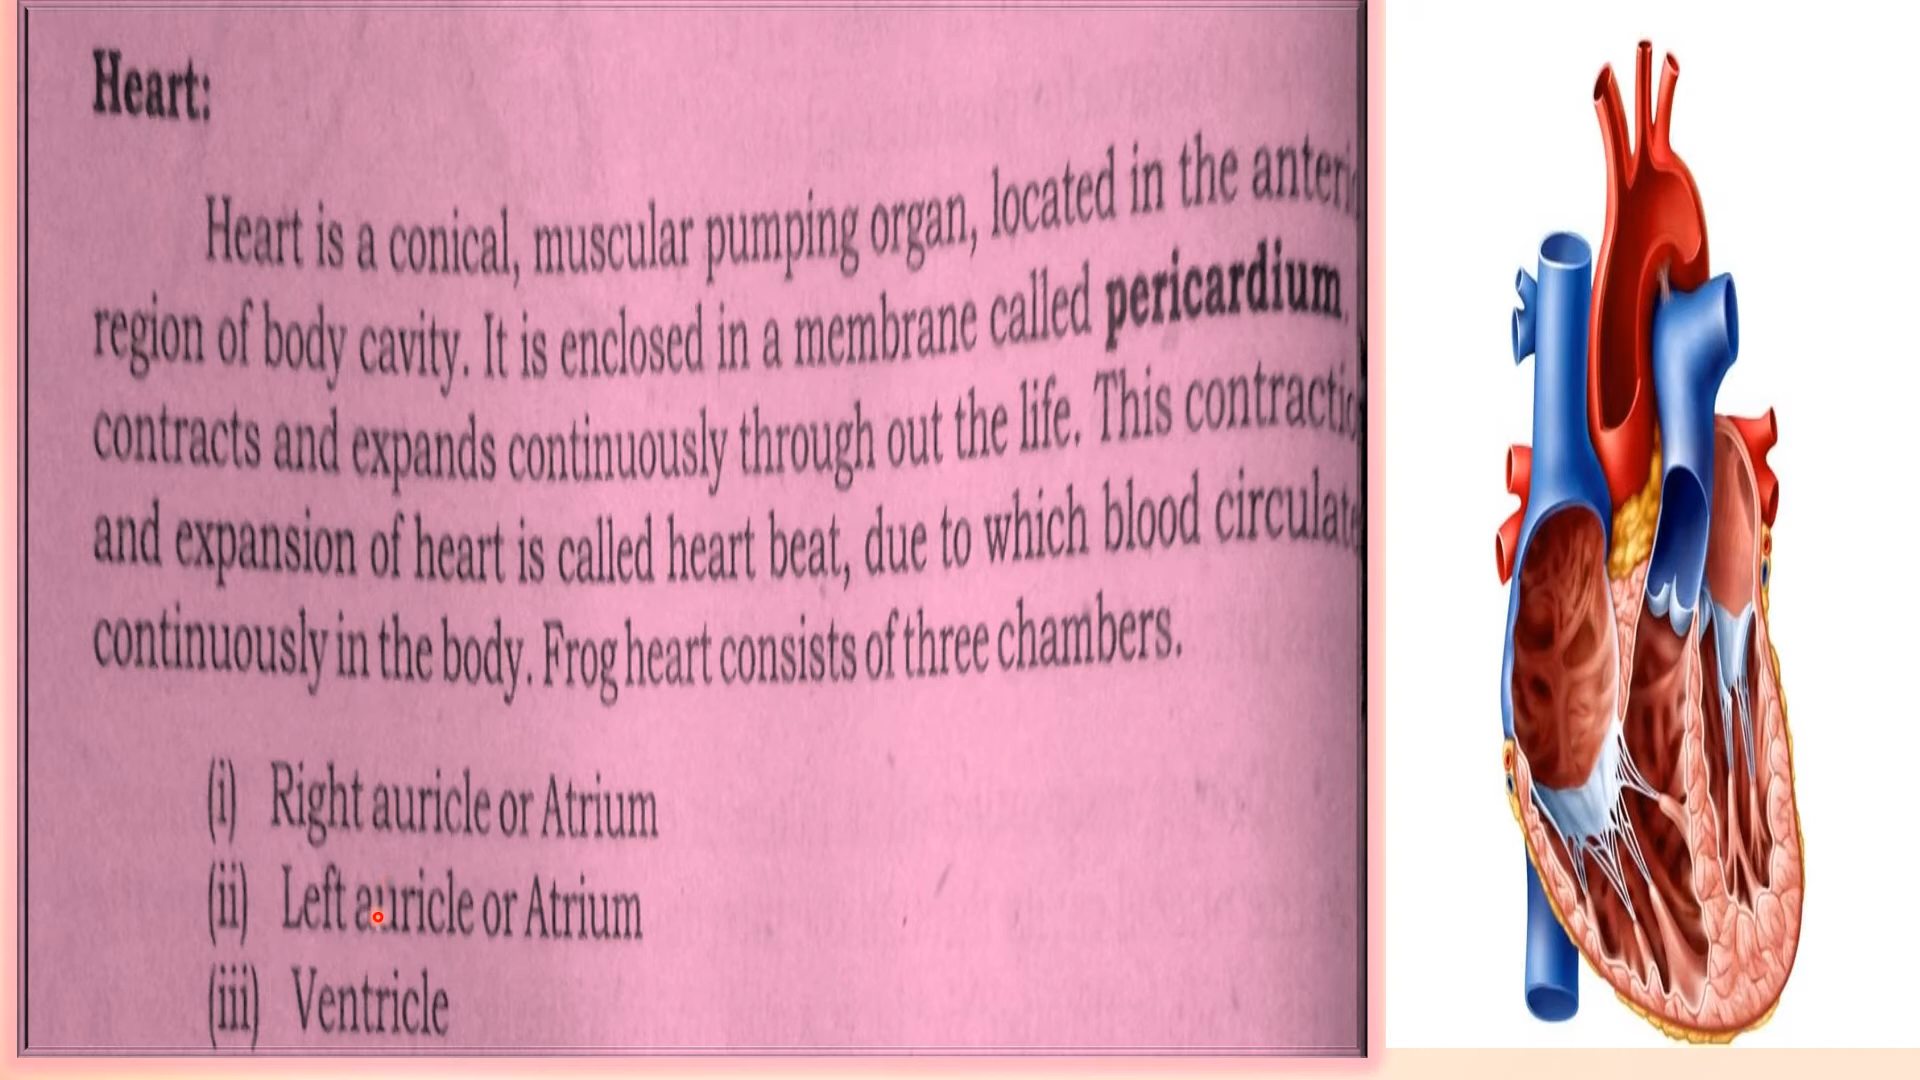 Heart:
Heart is a conical, muscular pumping organ, located in the
region of body cavity. It is enclosed in a membrane called pericardium.
contracts and expands continuously through out the life. This
and expansion of heart is called heart beat, due to which blood
continuously in the body. Frog heart consists of three chambers.
(i) Right auricle or Atrium
(ii) Left auricle or Atrium
(iii) Ventricle